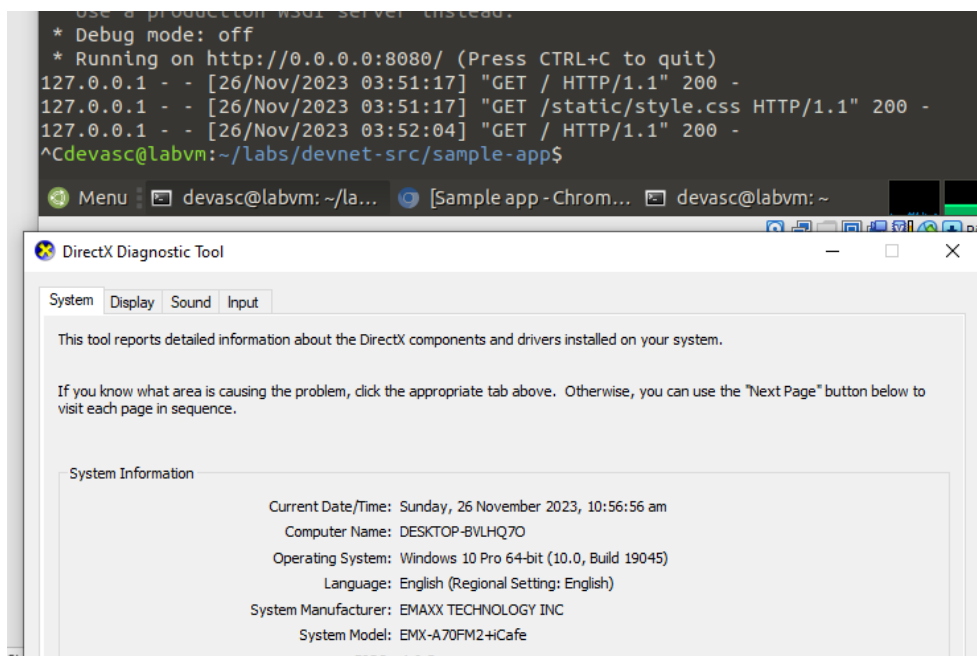 use a production WSGI server instead.
* Debug mode: off
* Running on http://0.0.0.0:8080/ (Press CTRL+C to quit)
127.0.0.1 - - [26/Nov/2023 03:51:17] "GET / HTTP/1.1" 200 -
127.0.0.1 - - [26/Nov/2023 03:51:17] "GET /static/style.css HTTP/1.1" 200 -
127.0.0.1 - - [26/Nov/2023 03:52:04] "GET / HTTP/1.1" 200 -
^Cdevasc@labvm:~/labs/devnet-src/sample-app$
Menu devasc@labvm: ~/la... [Sample app - Chrom... devasc@labvm: ~
DirectX Diagnostic Tool
System Display Sound Input
This tool reports detailed information about the DirectX components and drivers installed on your system.
If you know what area is causing the problem, click the appropriate tab above. Otherwise, you can use the "Next Page" button below to
visit each page in sequence.
System Information
Current Date/Time: Sunday, 26 November 2023, 10:56:56 am
Computer Name: DESKTOP-BVLHQ7O
Operating System: Windows 10 Pro 64-bit (10.0, Build 19045)
Language: English (Regional Setting: English)
System Manufacturer: EMAXX TECHNOLOGY INC
System Model: EMX-A70FM2+iCafe